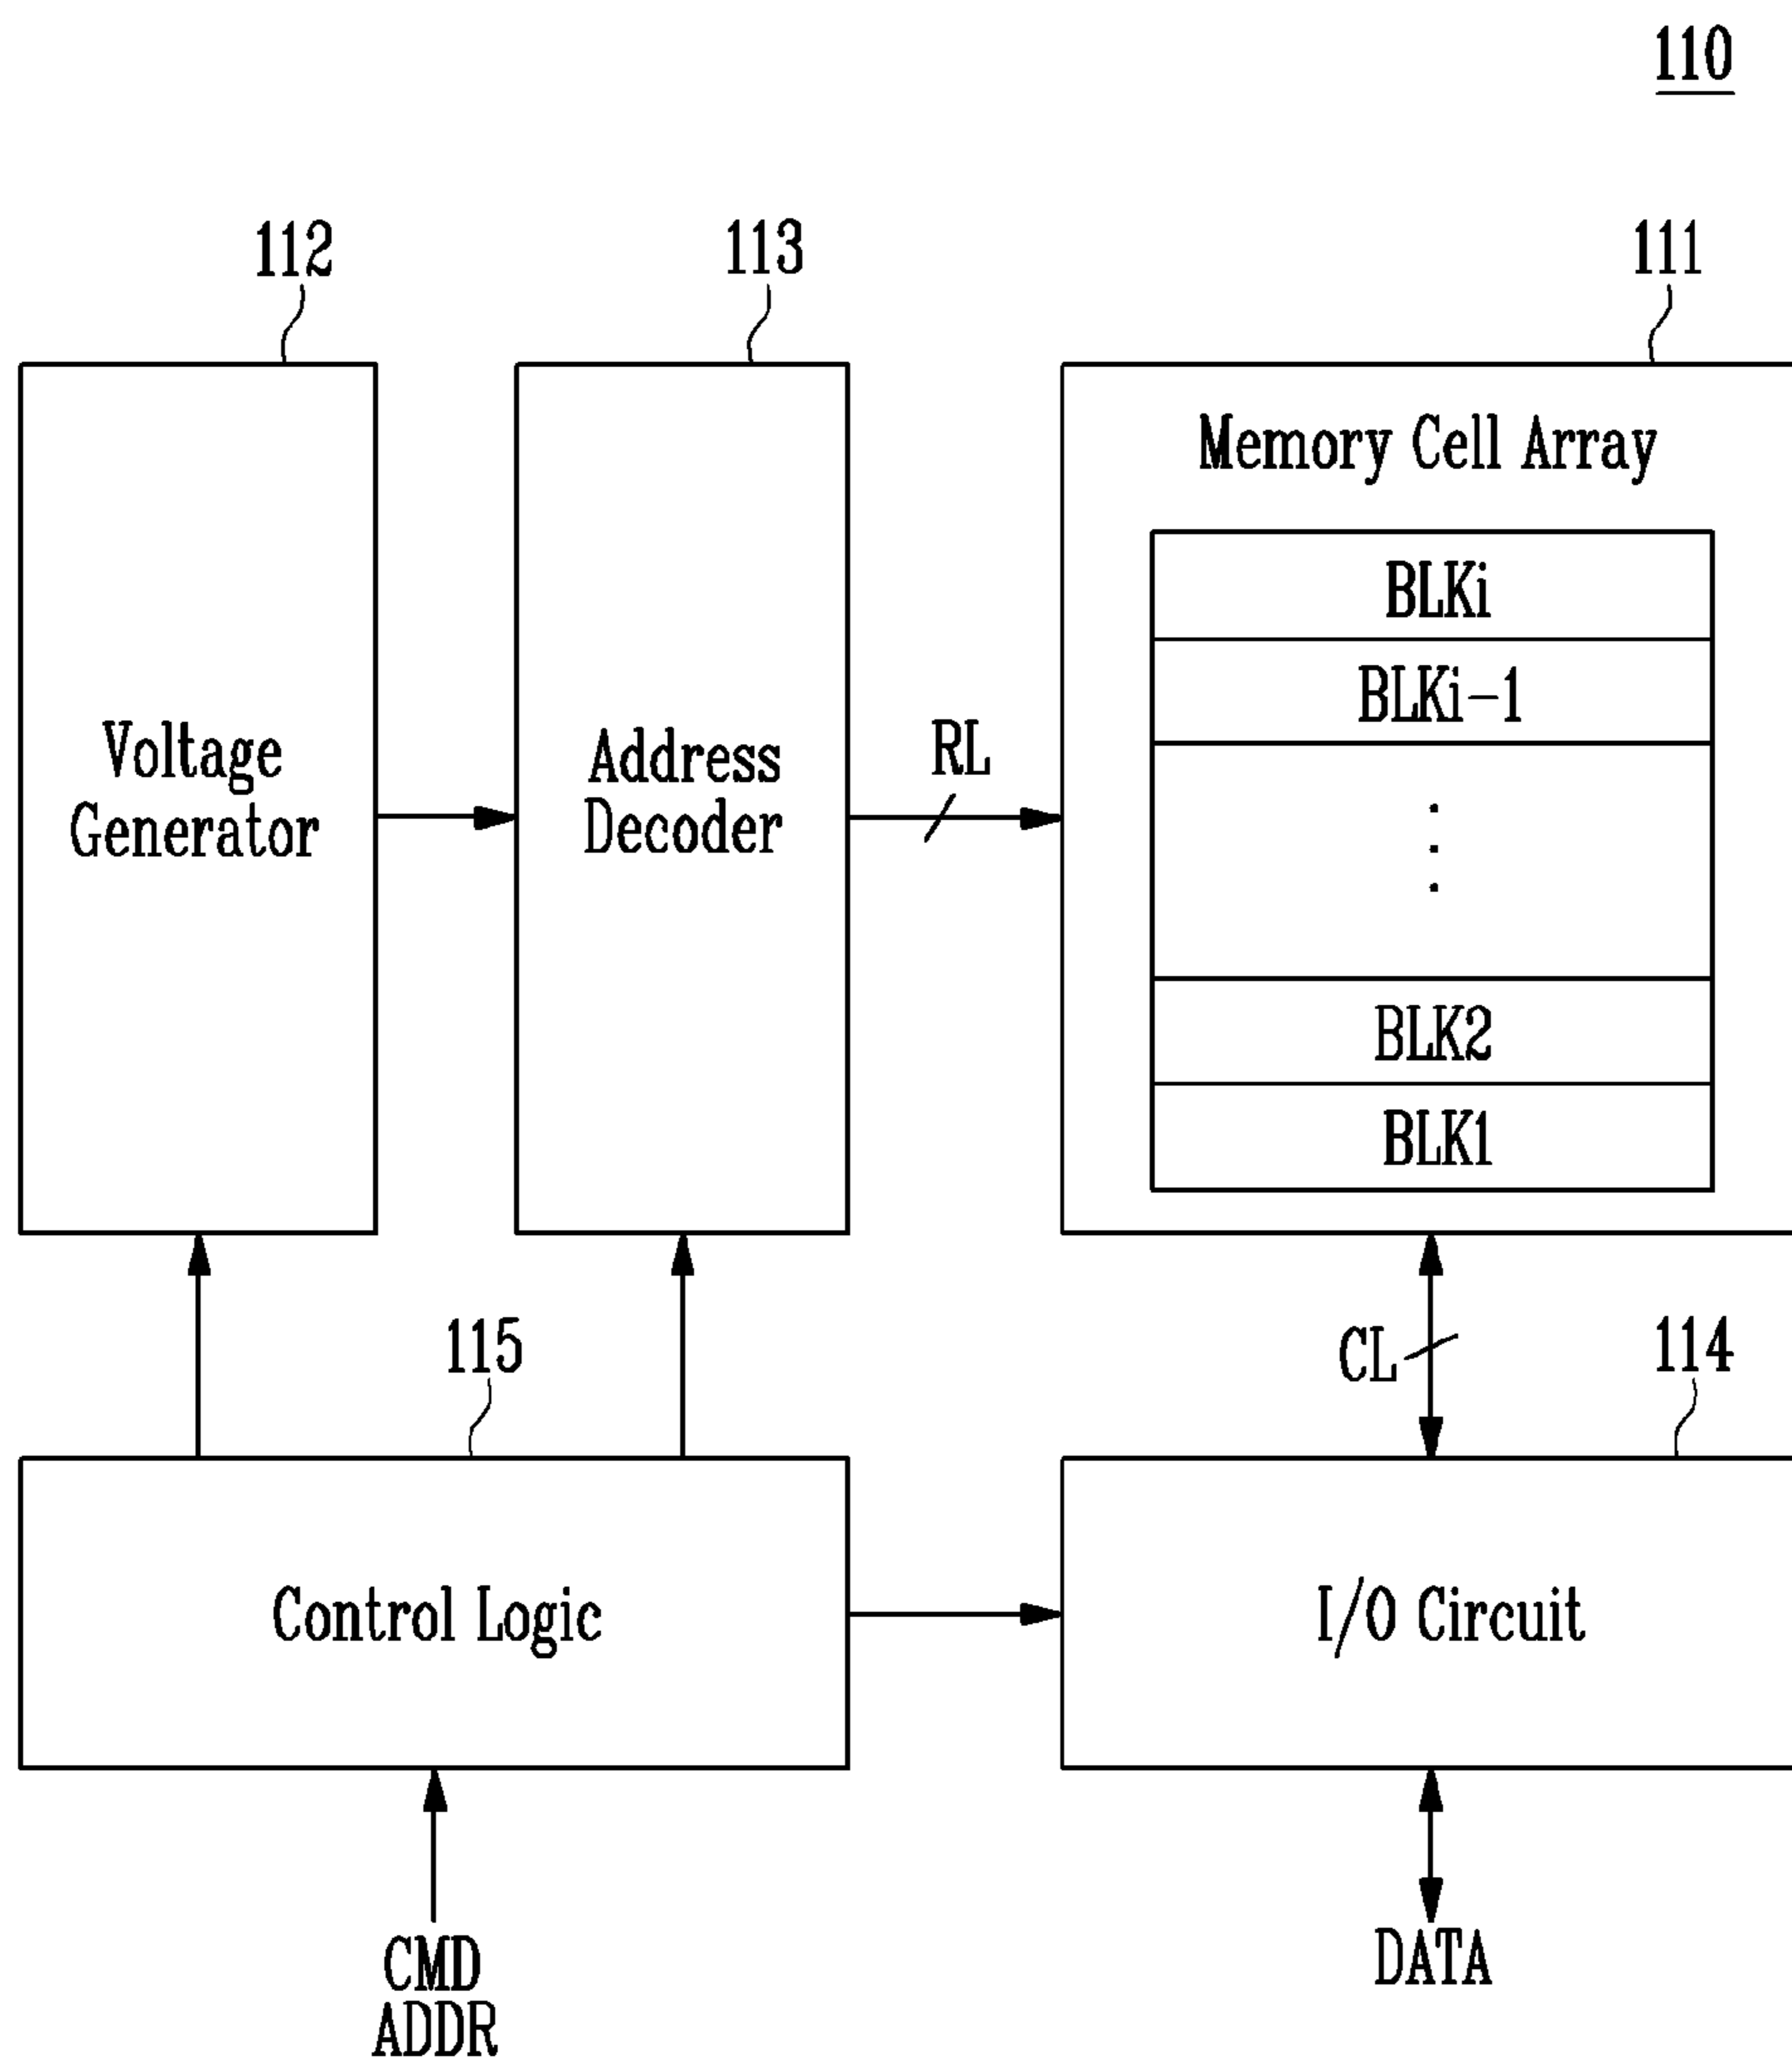 110
112
113
111
Memory Cell Array
BLKi
BLKi-1
Voltage
Generator
Address
Decoder
RL
BLK2
BLK1
115
CL
114
Control Logic
I/O Circuit
CMD
ADDR
DATA